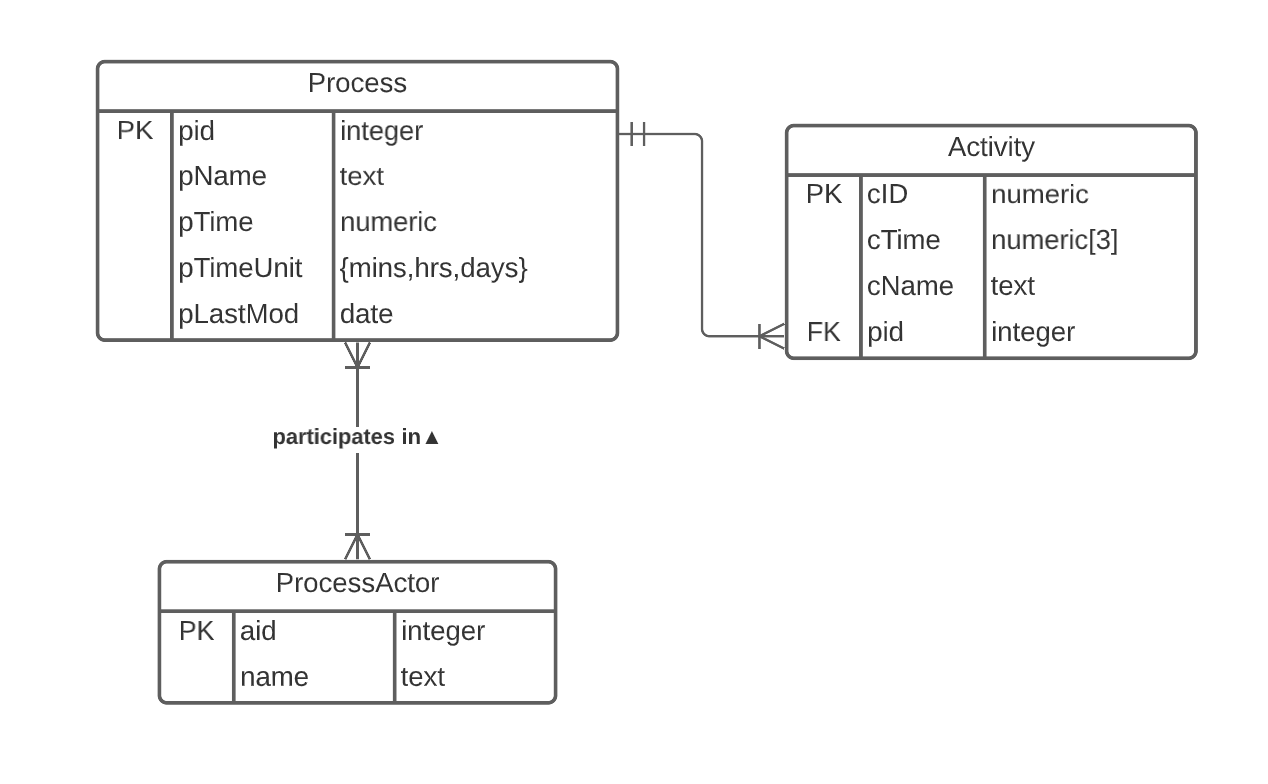 Process
PK pid integer
pName text
pTime numeric
pTimeUnit {mins,hrs,days}
pLastMod date
Activity
PK cID numeric
cTime numeric[3]
cName text
FK pid integer
participates in▲
ProcessActor
PK aid integer
name text